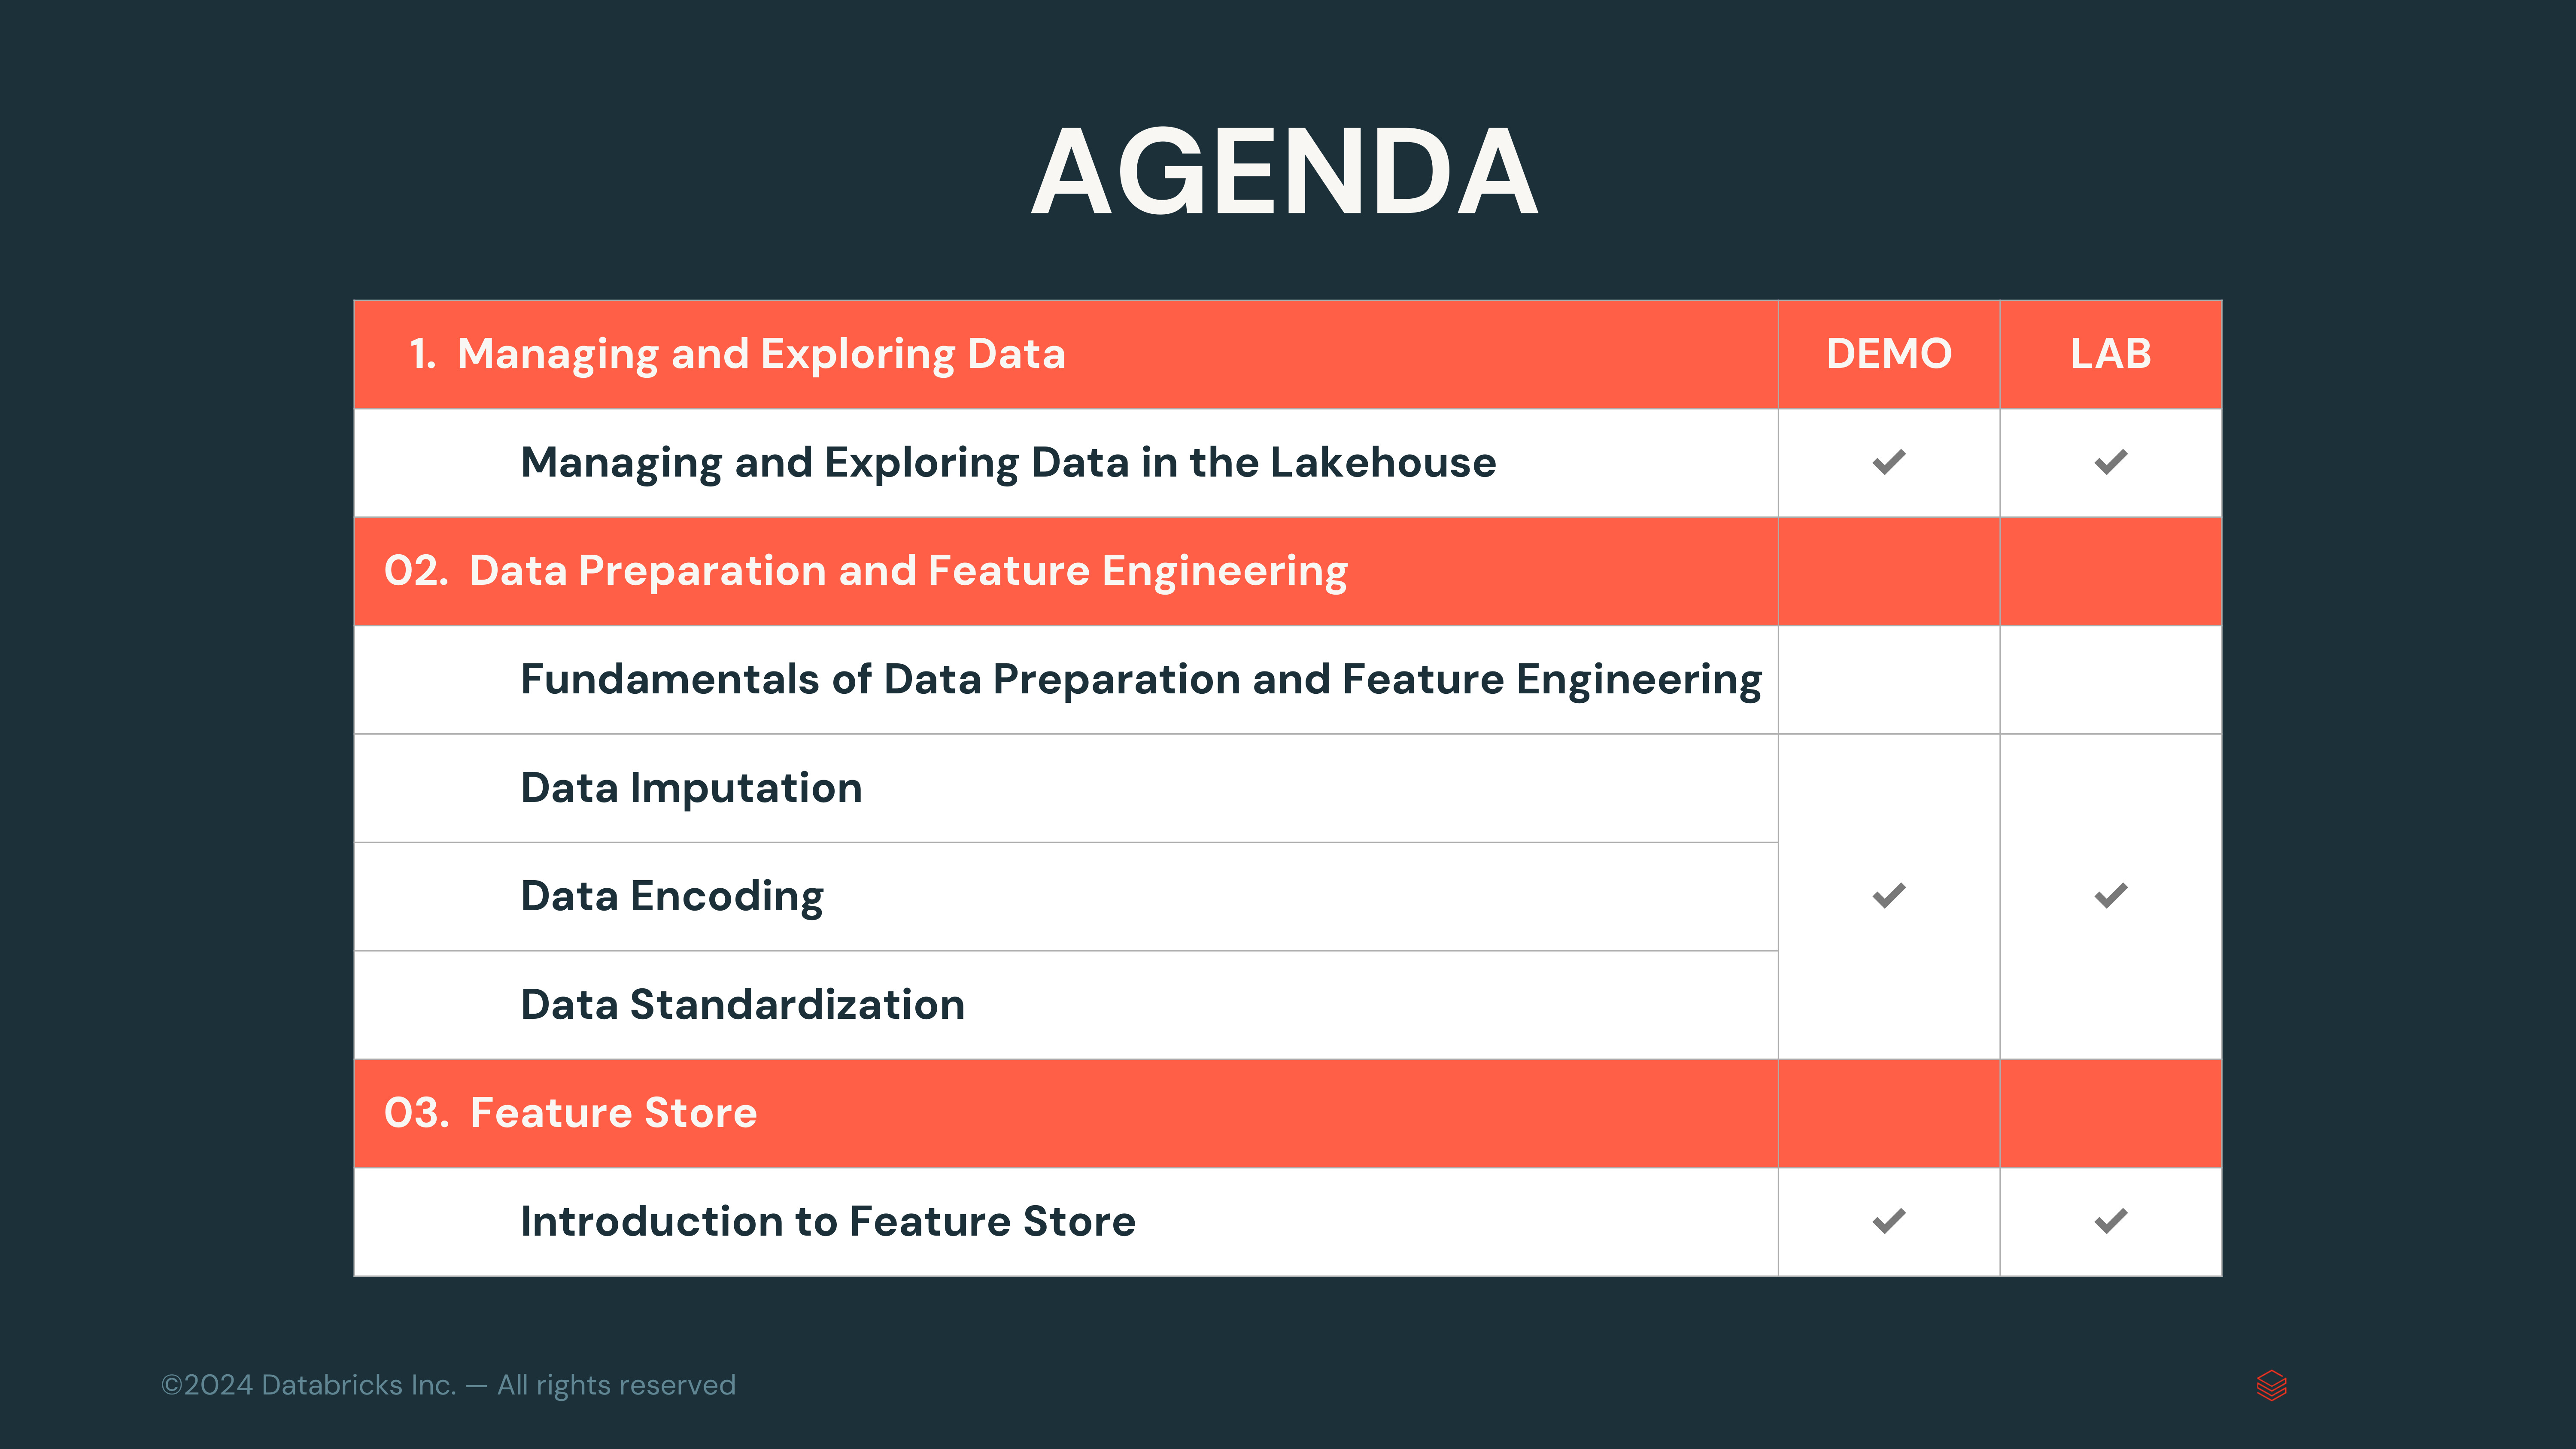 AGENDA
1. Managing and Exploring Data DEMO LAB
Managing and Exploring Data in the Lakehouse ✓ ✓
02. Data Preparation and Feature Engineering
Fundamentals of Data Preparation and Feature Engineering
Data Imputation
Data Encoding ✓ ✓
Data Standardization
03. Feature Store
Introduction to Feature Store ✓ ✓
©2024 Databricks Inc. — All rights reserved